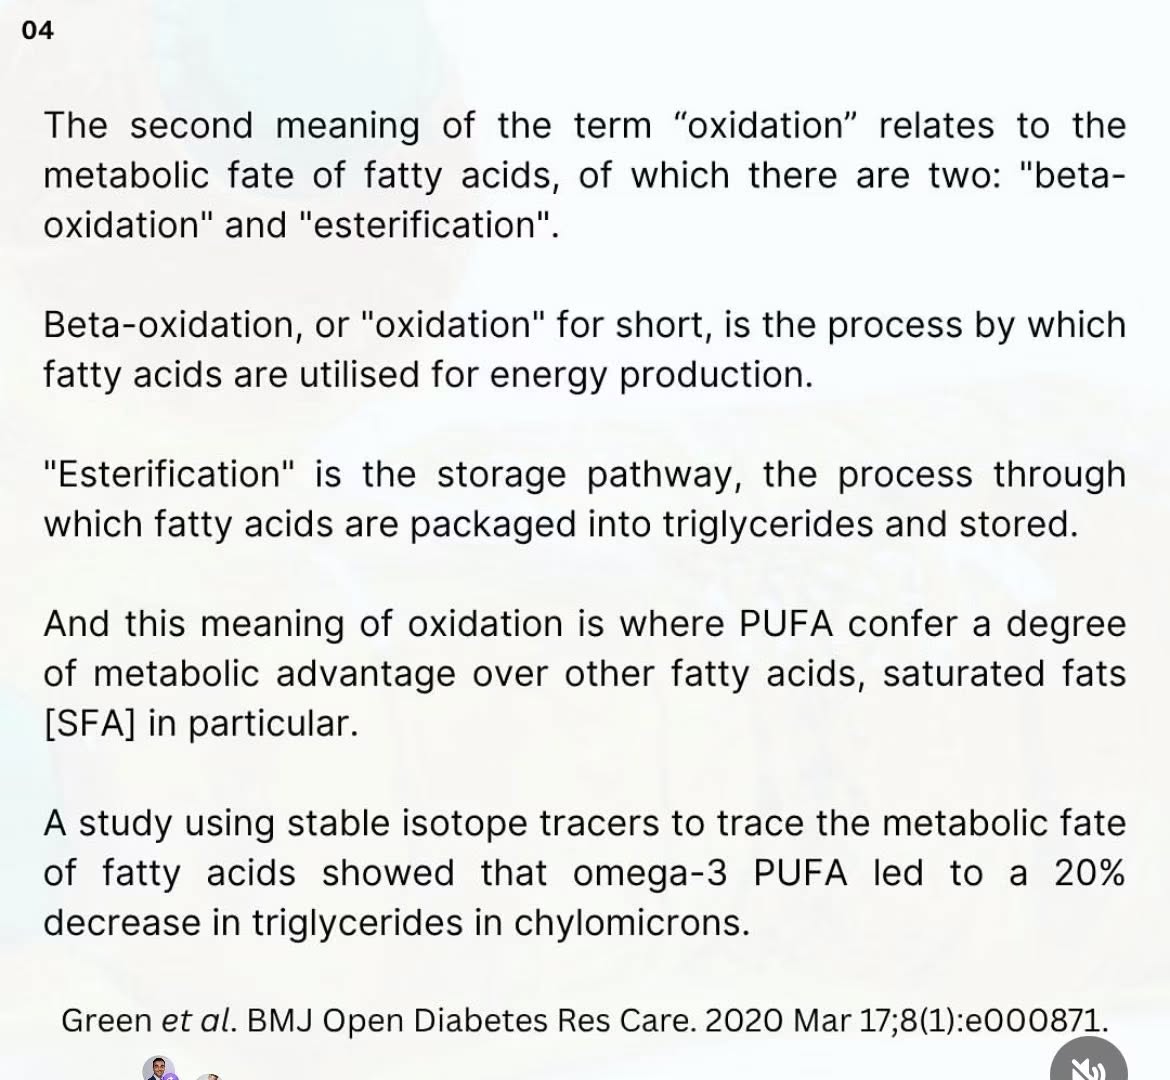 04
The second meaning of the term “oxidation” relates to the
metabolic fate of fatty acids, of which there are two: "beta-
oxidation" and "esterification".
Beta-oxidation, or "oxidation" for short, is the process by which
fatty acids are utilised for energy production.
"Esterification" is the storage pathway, the process through
which fatty acids are packaged into triglycerides and stored.
And this meaning of oxidation is where PUFA confer a degree
of metabolic advantage over other fatty acids, saturated fats
[SFA] in particular.
A study using stable isotope tracers to trace the metabolic fate
of fatty acids showed that omega-3 PUFA led to a 20%
decrease in triglycerides in chylomicrons.
Green et al. BMJ Open Diabetes Res Care. 2020 Mar 17;8(1):e000871.